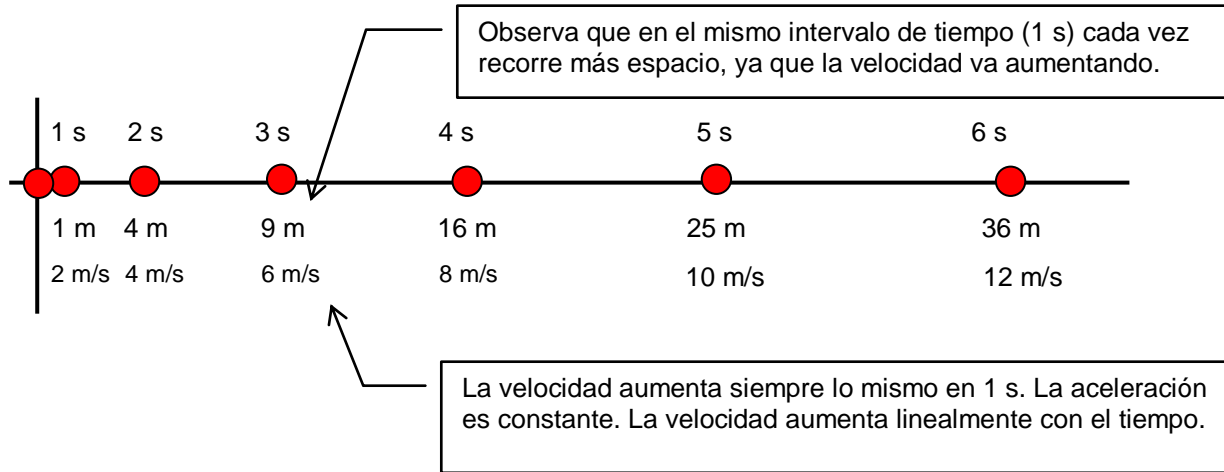 Observa que en el mismo intervalo de tiempo (1 s) cada vez
recorre más espacio, ya que la velocidad va aumentando.
1 s 2 s 3 s 4 s 5 s 6 s
1 m 4 m 9 m 16 m 25 m 36 m
2 m/s 4 m/s 6 m/s 8 m/s 10 m/s 12 m/s
La velocidad aumenta siempre lo mismo en 1 s. La aceleración
es constante. La velocidad aumenta linealmente con el tiempo.